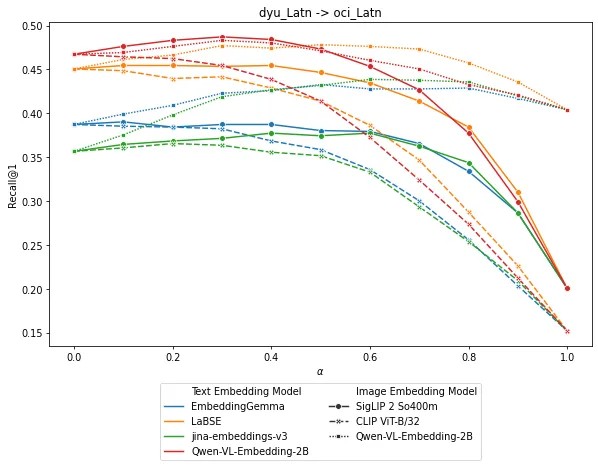 dyu_Latn -> oci_Latn
0.50
0.45
0.40
0.35
0.30
0.25
0.20
0.15
Recall@1
0.0
0.2
0.4
0.6
0.8
1.0
α
Text Embedding Model
EmbeddingGemma
LaBSE
jina-embeddings-v3
Qwen-VL-Embedding-2B
Image Embedding Model
SigLIP 2 So400m
CLIP ViT-B/32
Qwen-VL-Embedding-2B